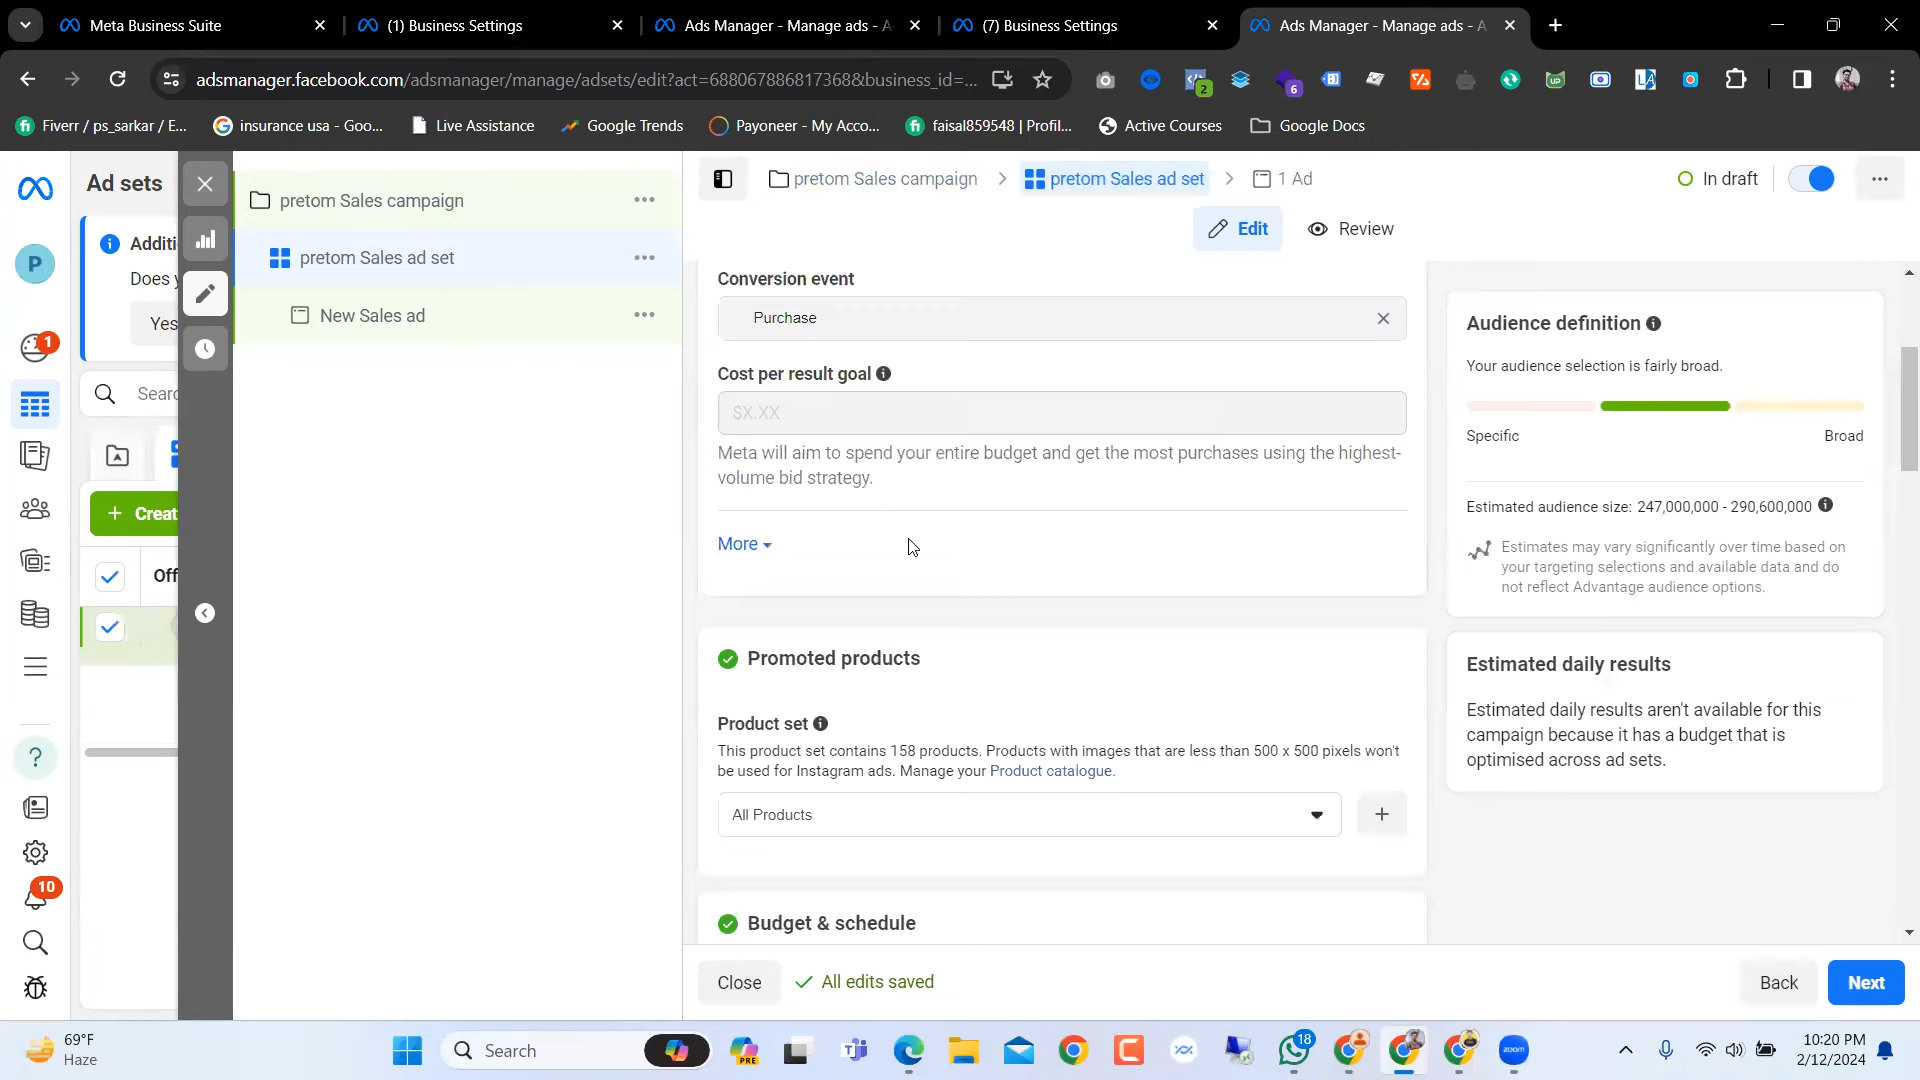 Meta Business Suite
(1) Business Settings
Ads Manager - Manage ads - A
(7) Business Settings
Ads Manager - Manage ads - A
adsmanager.facebook.com/adsmanager/manage/adsets/edit?act=688067886817368&business_id=...
2
6
Fiverr / ps_sarkar / E...
insurance usa - Goo...
Live Assistance
Google Trends
Payoneer - My Acco...
faisal859548 | Profil...
Active Courses
Google Docs
Ad sets
Additi
Does y
Yes
Searc
Creat
Off
P
1
10
pretom Sales campaign
pretom Sales ad set
New Sales ad
pretom Sales campaign
pretom Sales ad set
1 Ad
In draft
Edit
Review
Conversion event
Purchase
Cost per result goal
$X.XX
Meta will aim to spend your entire budget and get the most purchases using the highest-
volume bid strategy.
More
Promoted products
Product set
This product set contains 158 products. Products with images that are less than 500 x 500 pixels won't
be used for Instagram ads. Manage your Product catalogue.
All Products
Budget & schedule
Audience definition
Your audience selection is fairly broad.
Specific
Broad
Estimated audience size: 247,000,000 - 290,600,000
Estimates may vary significantly over time based on
your targeting selections and available data and do
not reflect Advantage audience options.
Estimated daily results
Estimated daily results aren't available for this
campaign because it has a budget that is
optimised across ad sets.
Close
All edits saved
Back
Next
69°F
Haze
Search
PRE
18
zoom
10:20 PM
2/12/2024